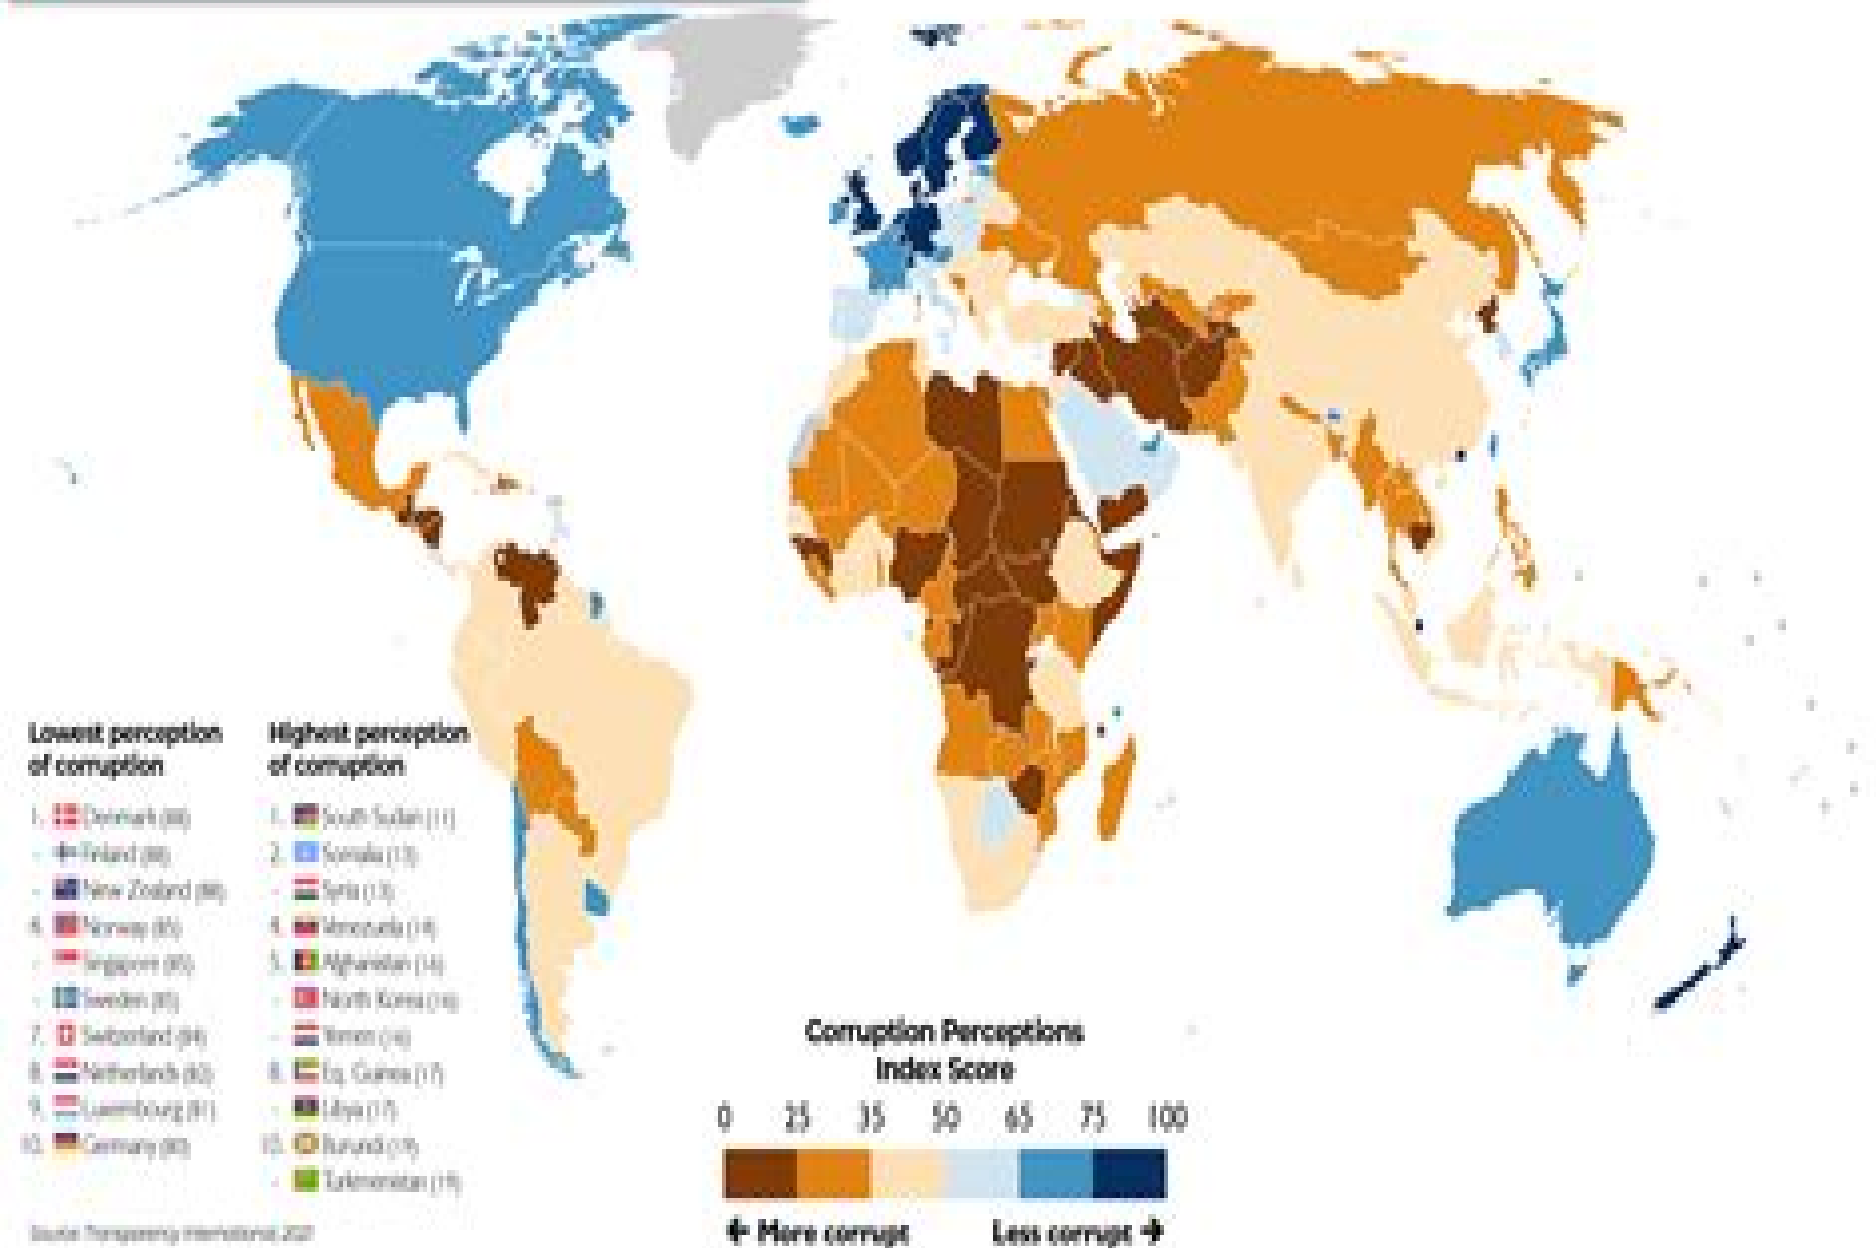 Lowest perception
of corruption
1. Denmark (88)
- Finland (88)
- New Zealand (88)
4. Norway (85)
- Singapore (85)
- Sweden (85)
7. Switzerland (84)
8. Netherlands (82)
9. Luxembourg (81)
10. Germany (80)
Highest perception
of corruption
1. South Sudan (11)
2. Somalia (13)
- Syria (13)
4. Venezuela (14)
5. Afghanistan (16)
- North Korea (16)
- Yemen (16)
8. Eq. Guinea (17)
- Libya (17)
10. Burundi (19)
- Turkmenistan (19)
Source: Transparency International, 2021
Corruption Perceptions
Index Score
0 25 35 50 65 75 100
← More corrupt Less corrupt →